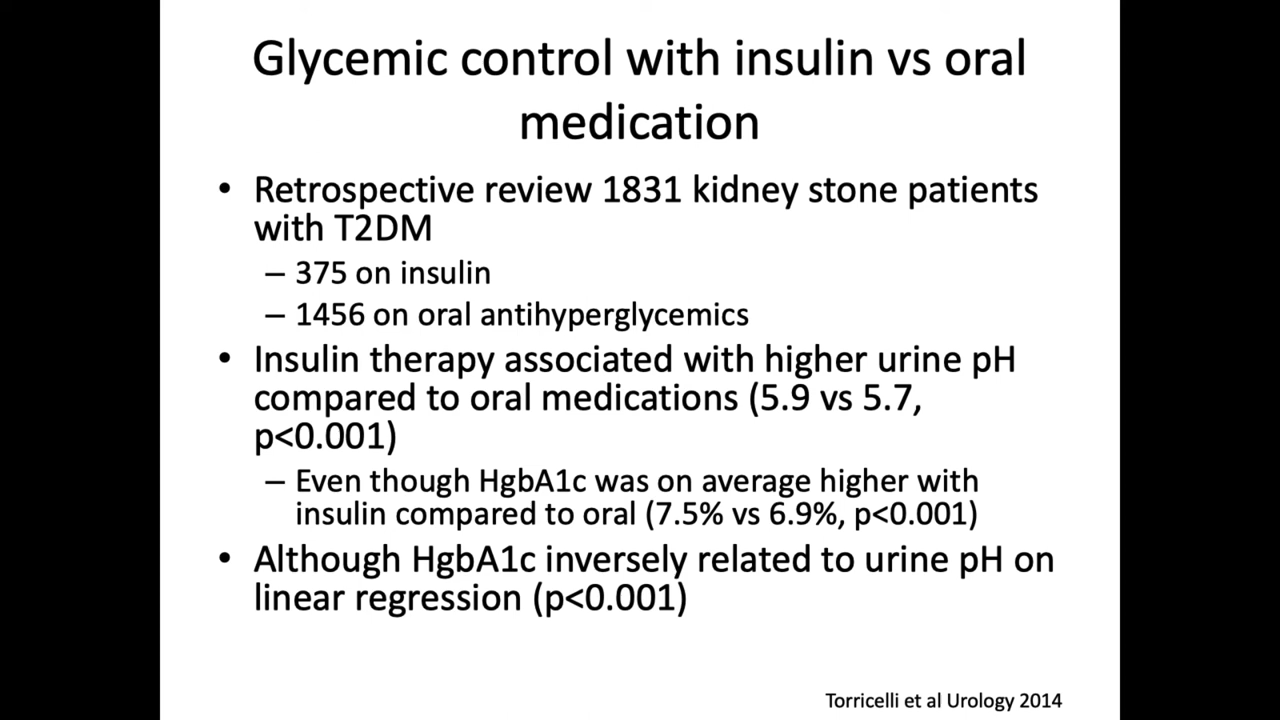 Glycemic control with insulin vs oral
medication
• Retrospective review 1831 kidney stone patients
with T2DM
– 375 on insulin
– 1456 on oral antihyperglycemics
• Insulin therapy associated with higher urine pH
compared to oral medications (5.9 vs 5.7,
p<0.001)
– Even though HgbA1c was on average higher with
insulin compared to oral (7.5% vs 6.9%, p<0.001)
• Although HgbA1c inversely related to urine pH on
linear regression (p<0.001)
Torricelli et al Urology 2014